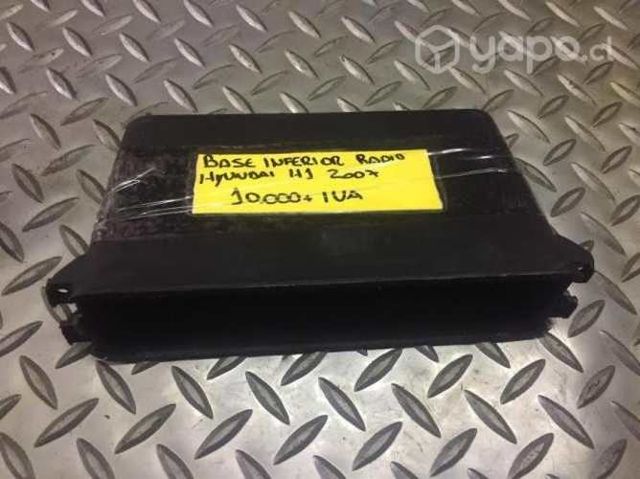 yapo.cl
BASE INFERIOR RADIO
HYUNDAI H1 2007
10.000 + IVA